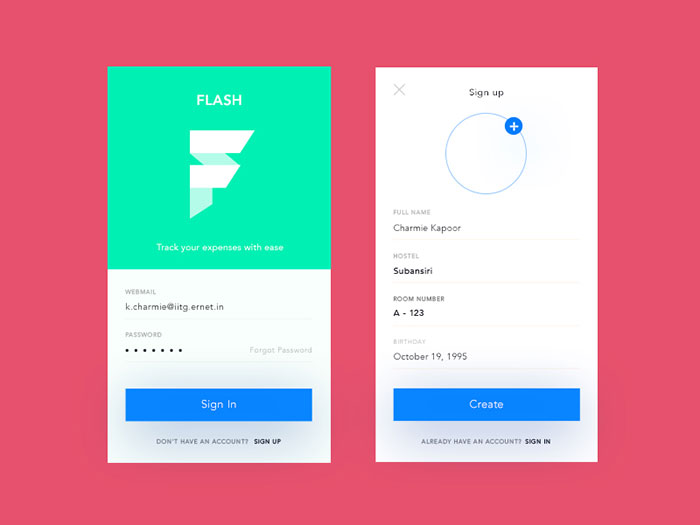 FLASH
Track your expenses with ease
WEBMAIL
k.charmie@iitg.ernet.in
PASSWORD
Forgot Password
Sign In
DON'T HAVE AN ACCOUNT? SIGN UP
Sign up
FULL NAME
Charmie Kapoor
HOSTEL
Subansiri
ROOM NUMBER
A - 123
BIRTHDAY
October 19, 1995
Create
ALREADY HAVE AN ACCOUNT? SIGN IN